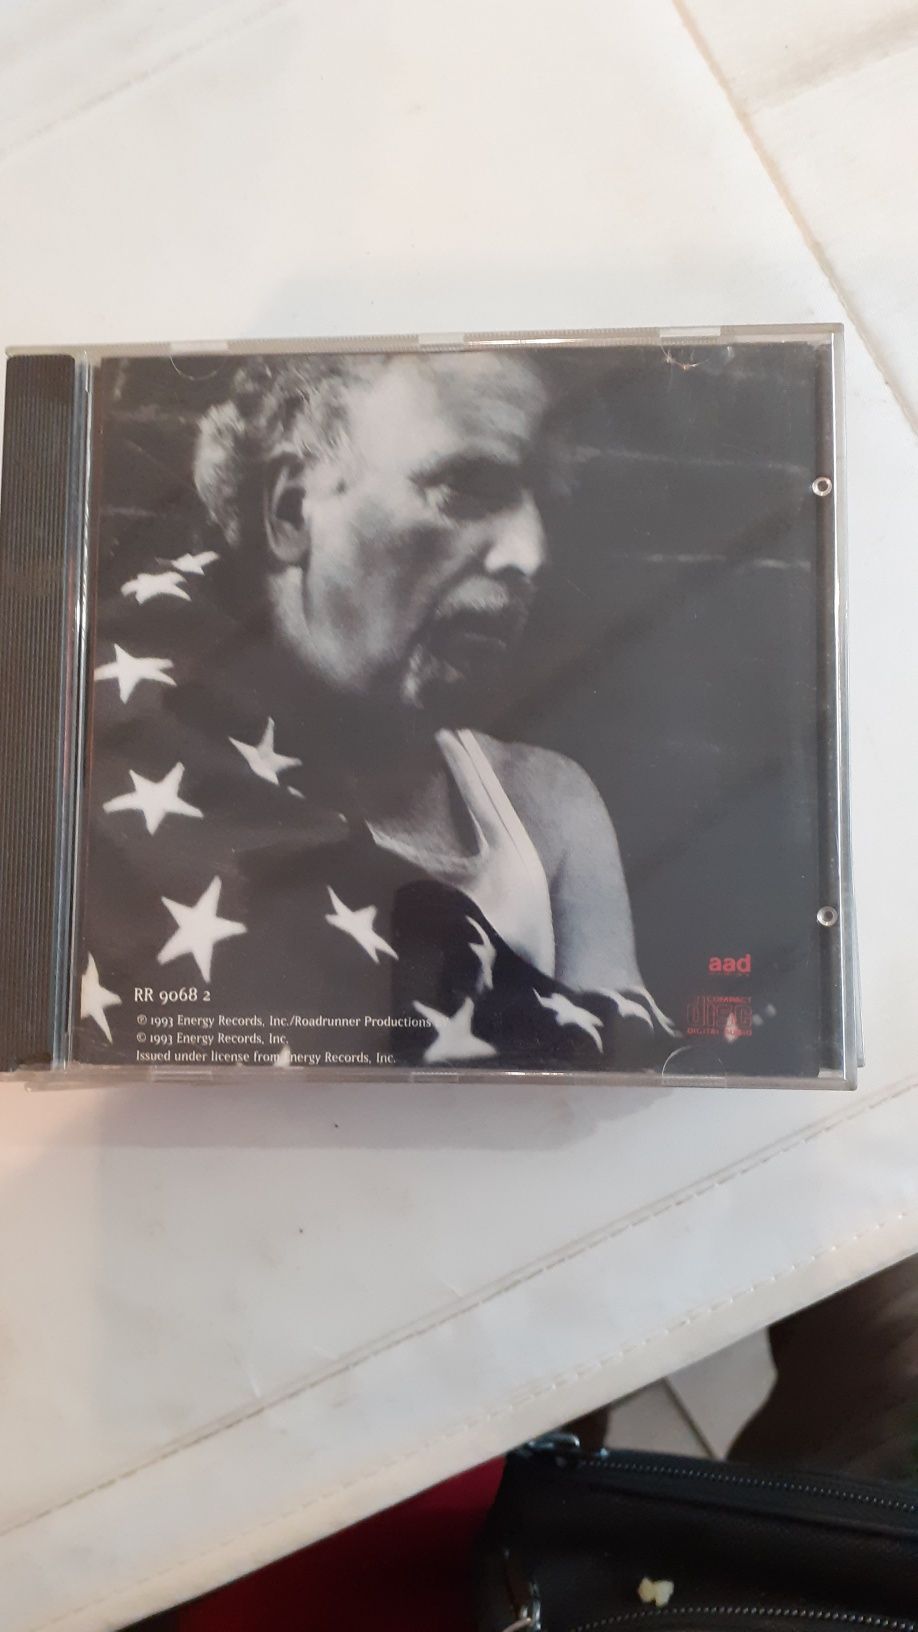 aad
RR 9068 2
℗ 1993 Energy Records, Inc./Roadrunner Productions
© 1993 Energy Records, Inc.
Issued under license from Energy Records, Inc.
COMPACT
disc
DIGITAL AUDIO